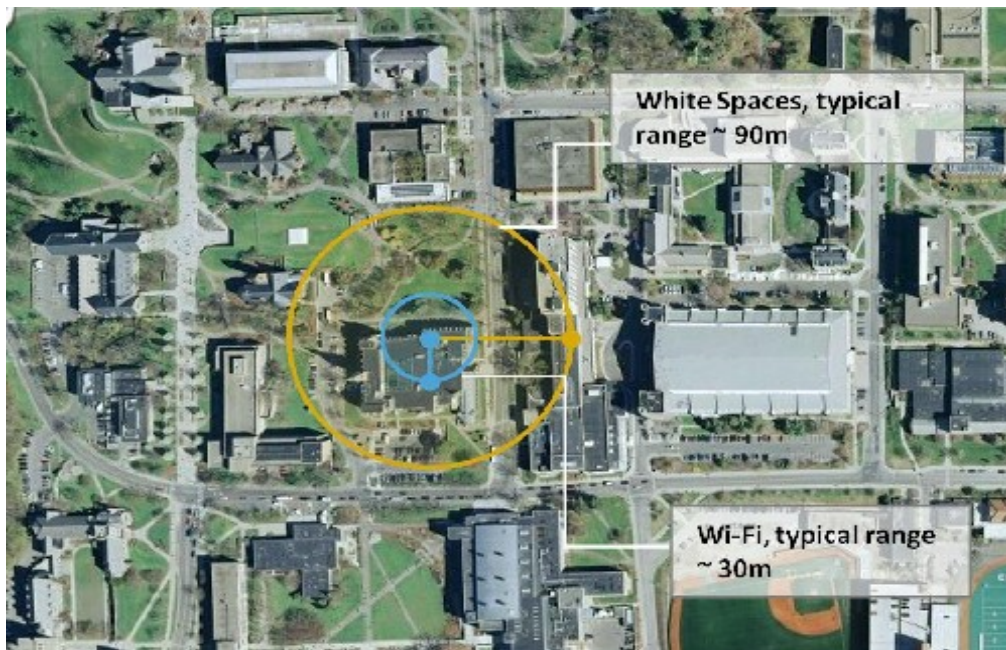 White Spaces, typical
range ~ 90m
Wi-Fi, typical range
~ 30m